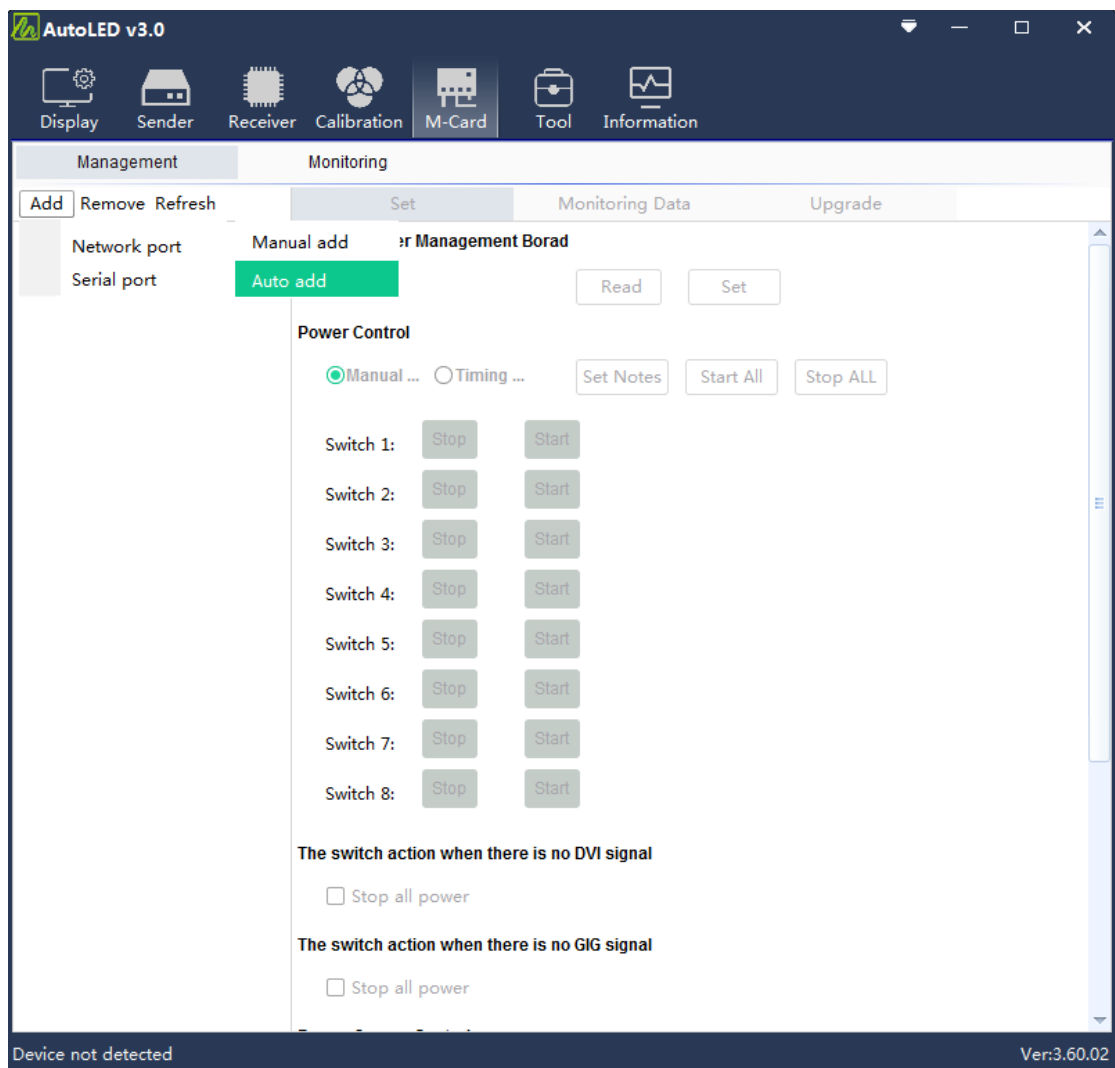 AutoLED v3.0
Display Sender Receiver Calibration M-Card Tool Information
Management Monitoring
Add Remove Refresh Set Monitoring Data Upgrade
Network port Manual add er Management Borad
Serial port Auto add Read Set
Power Control
Manual ... Timing ... Set Notes Start All Stop ALL
Switch 1: Stop Start
Switch 2: Stop Start
Switch 3: Stop Start
Switch 4: Stop Start
Switch 5: Stop Start
Switch 6: Stop Start
Switch 7: Stop Start
Switch 8: Stop Start
The switch action when there is no DVI signal
Stop all power
The switch action when there is no GIG signal
Stop all power
Device not detected Ver:3.60.02